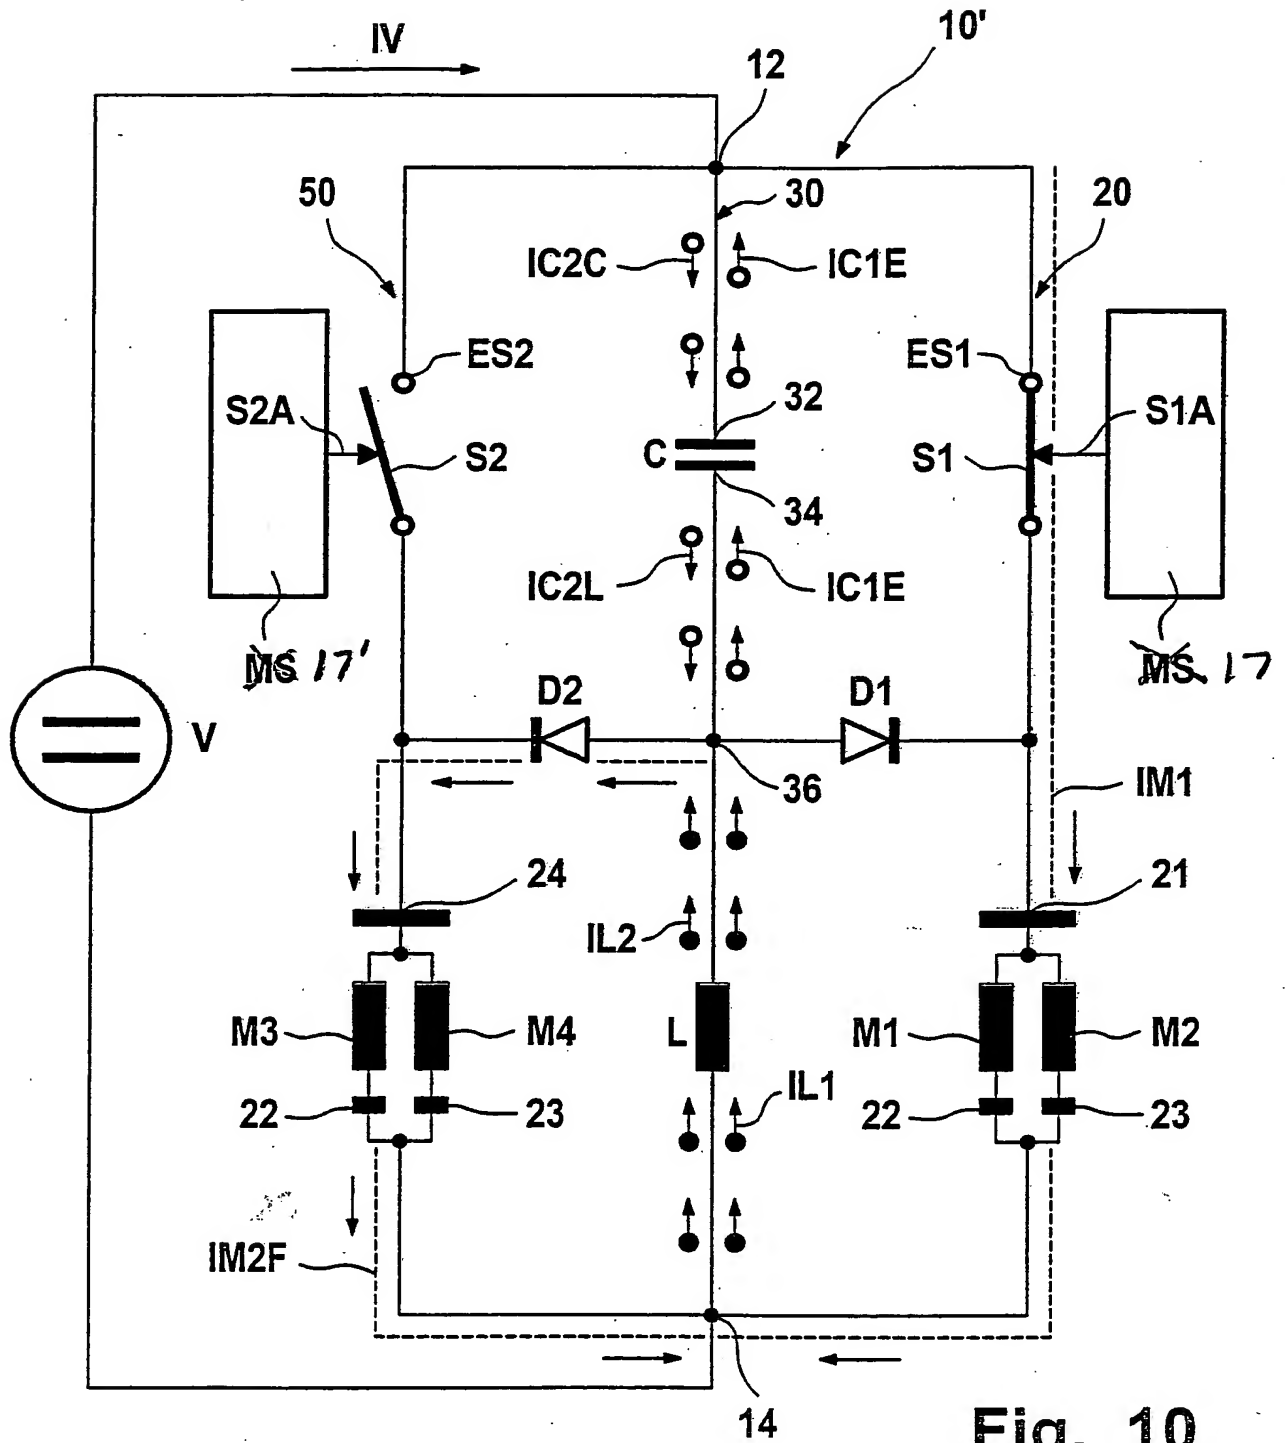 IV
10'
12
50
30
20
IC2C
IC1E
ES2
ES1
S2A
32
S1A
S2
C
S1
34
IC2L
IC1E
MS 17'
MS 17
D2
D1
V
36
IM1
24
21
IL2
M3
M4
L
M1
M2
22
23
IL1
22
23
IM2F
14
Fig. 10